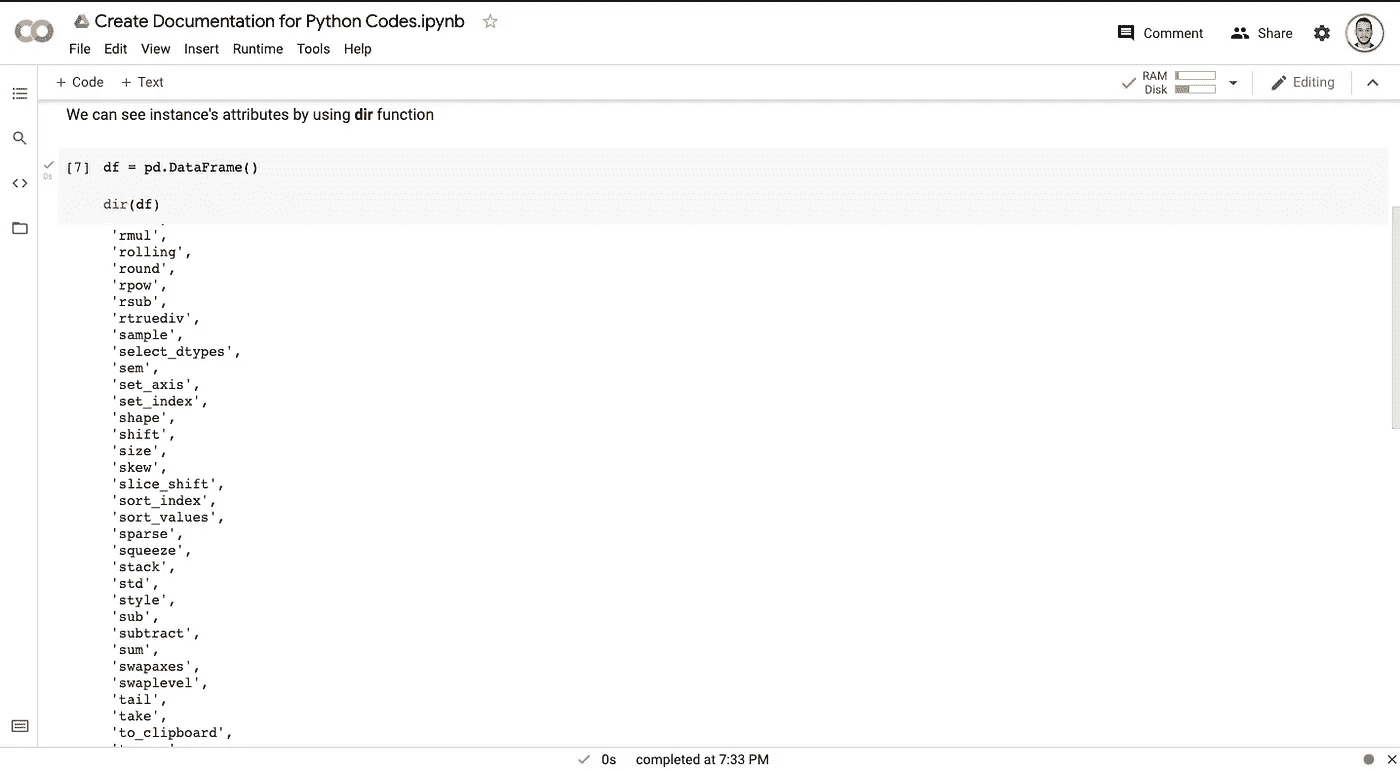 Create Documentation for Python Codes.ipynb
File Edit View Insert Runtime Tools Help
Comment
Share
+ Code + Text
RAM
Disk
Editing
We can see instance's attributes by using dir function
[7] df = pd.DataFrame()
0s
dir(df)
'rmul',
'rolling',
'round',
'rpow',
'rsub',
'rtruediv',
'sample',
'select_dtypes',
'sem',
'set_axis',
'set_index',
'shape',
'shift',
'size',
'skew',
'slice_shift',
'sort_index',
'sort_values',
'sparse',
'squeeze',
'stack',
'std',
'style',
'sub',
'subtract',
'sum',
'swapaxes',
'swaplevel',
'tail',
'take',
'to_clipboard',
0s completed at 7:33 PM